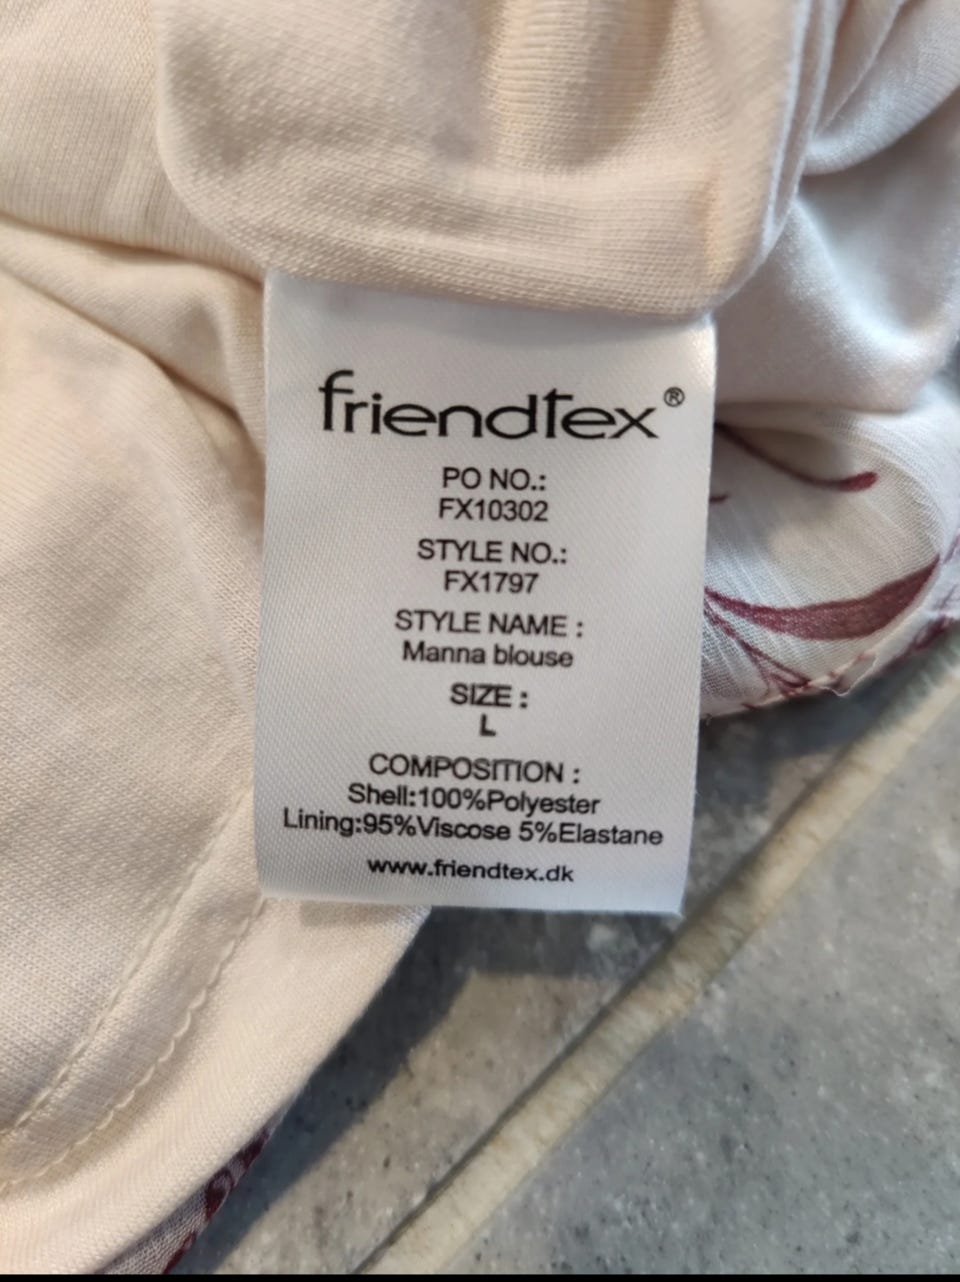 friendtex®
PO NO.:
FX10302
STYLE NO.:
FX1797
STYLE NAME :
Manna blouse
SIZE :
L
COMPOSITION :
Shell:100%Polyester
Lining:95%Viscose 5%Elastane
www.friendtex.dk